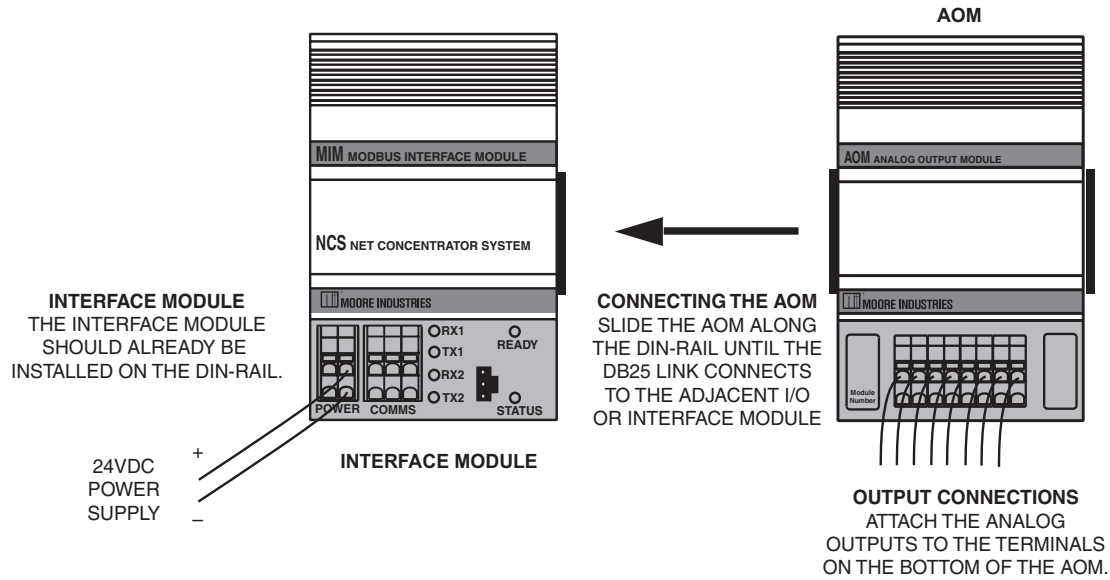 AOM
MIM MODBUS INTERFACE MODULE
NCS NET CONCENTRATOR SYSTEM
MOORE INDUSTRIES
RX1
TX1
RX2
TX2
READY
STATUS
POWER
COMMS
INTERFACE MODULE
INTERFACE MODULE
THE INTERFACE MODULE
SHOULD ALREADY BE
INSTALLED ON THE DIN-RAIL.
24VDC
POWER
SUPPLY
+
–
CONNECTING THE AOM
SLIDE THE AOM ALONG
THE DIN-RAIL UNTIL THE
DB25 LINK CONNECTS
TO THE ADJACENT I/O
OR INTERFACE MODULE
AOM ANALOG OUTPUT MODULE
MOORE INDUSTRIES
Module
Number
OUTPUT CONNECTIONS
ATTACH THE ANALOG
OUTPUTS TO THE TERMINALS
ON THE BOTTOM OF THE AOM.